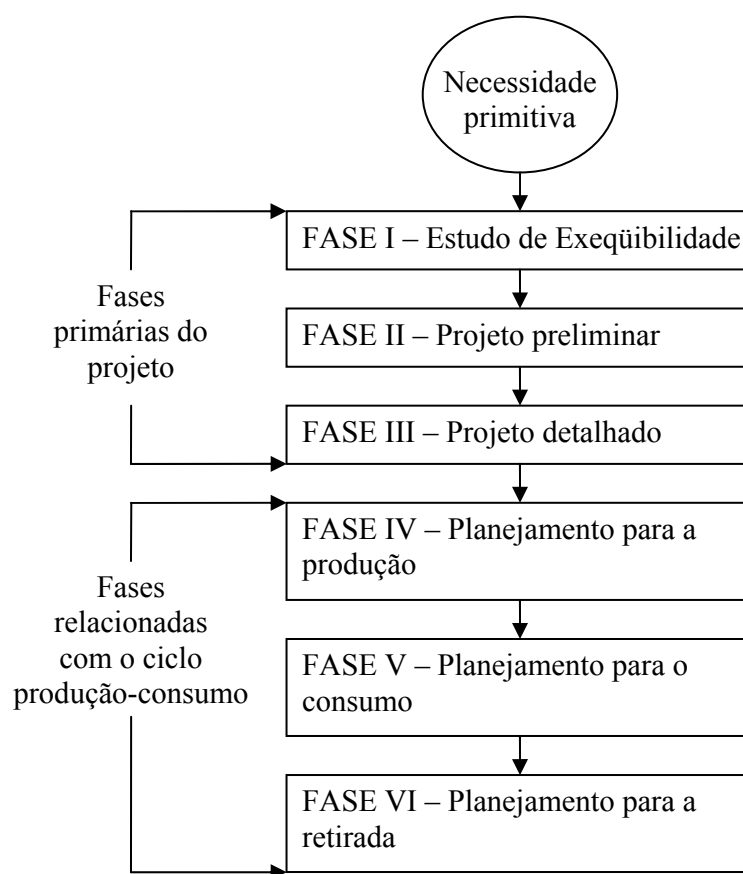 Necessidade
primitiva
FASE I – Estudo de Exeqüibilidade
Fases
primárias do
projeto
FASE II – Projeto preliminar
FASE III – Projeto detalhado
FASE IV – Planejamento para a
produção
Fases
relacionadas
com o ciclo
produção-consumo
FASE V – Planejamento para o
consumo
FASE VI – Planejamento para a
retirada